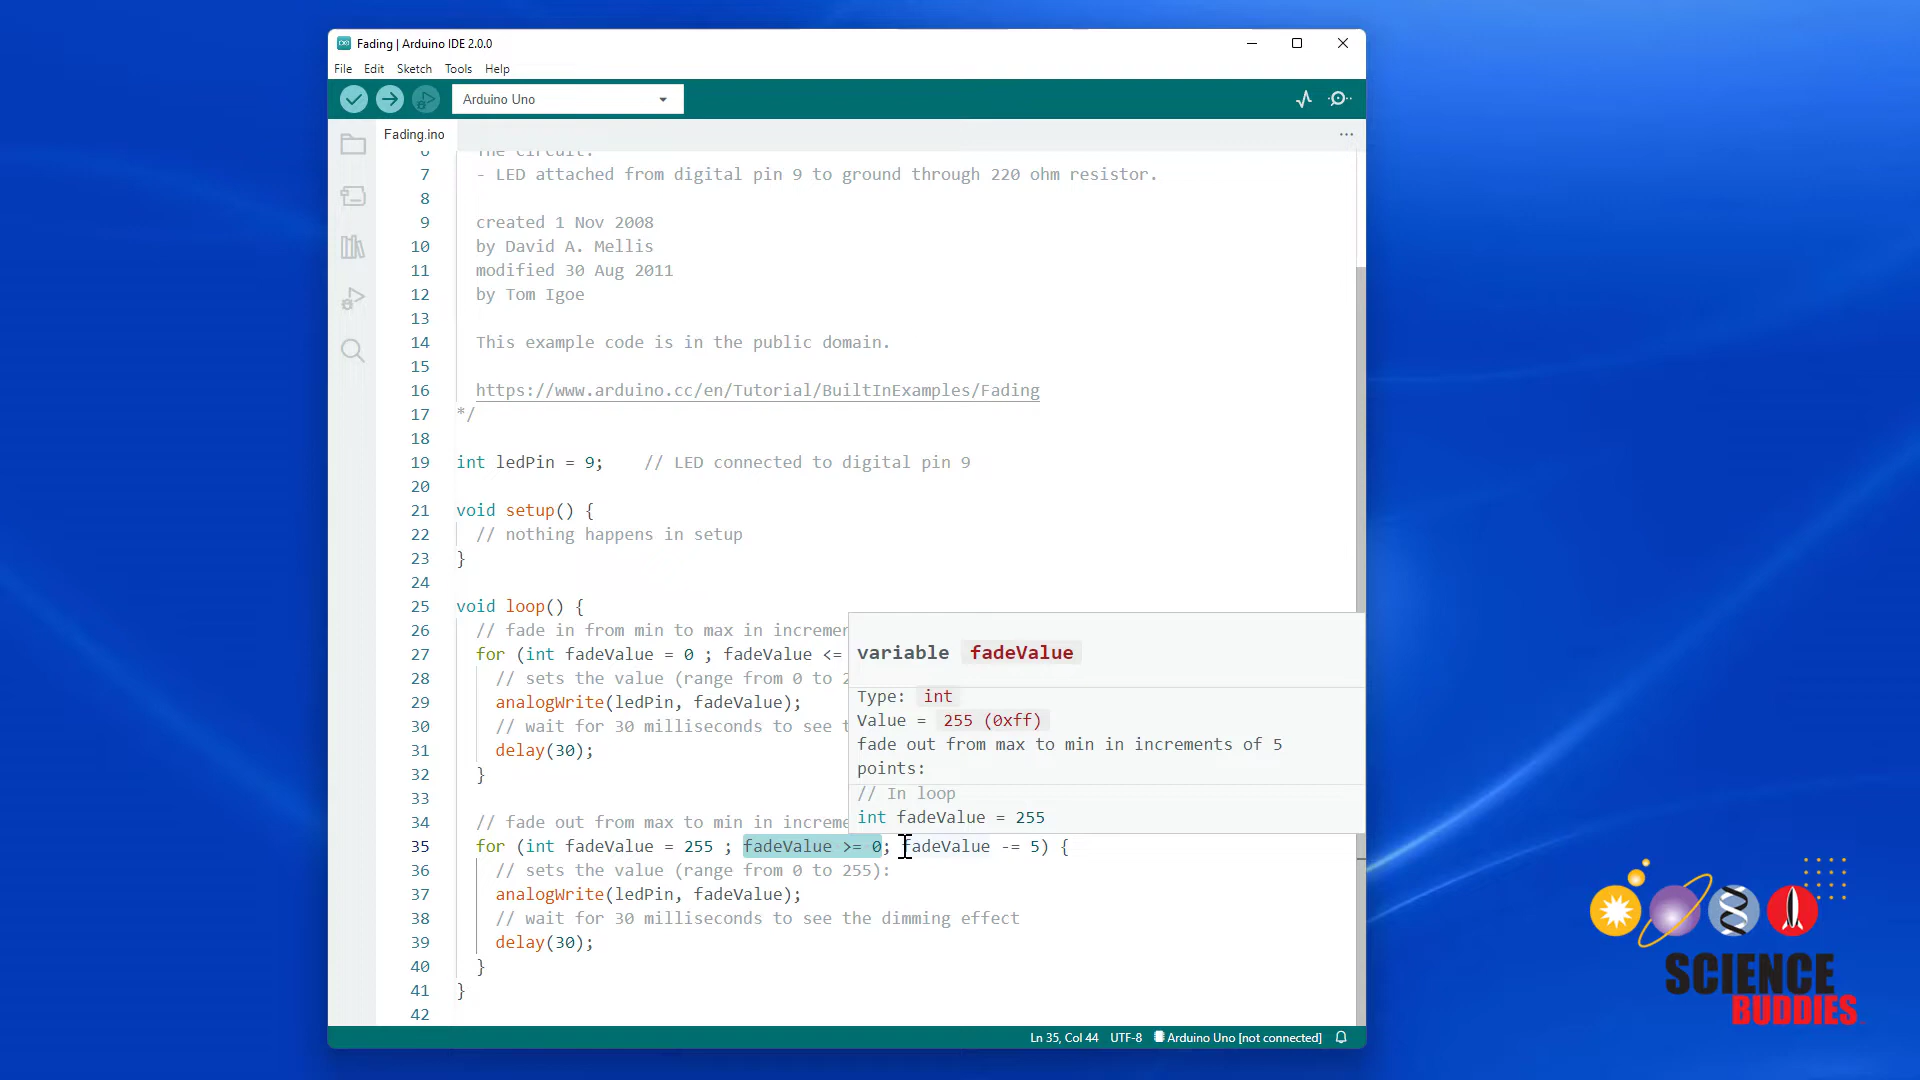 Fading | Arduino IDE 2.0.0
File Edit Sketch Tools Help
Arduino Uno
Fading.ino
6 The circuit:
7 - LED attached from digital pin 9 to ground through 220 ohm resistor.
8
9 created 1 Nov 2008
10 by David A. Mellis
11 modified 30 Aug 2011
12 by Tom Igoe
13
14 This example code is in the public domain.
15
16 https://www.arduino.cc/en/Tutorial/BuiltInExamples/Fading
17 */
18
19 int ledPin = 9;    // LED connected to digital pin 9
20
21 void setup() {
22 // nothing happens in setup
23 }
24
25 void loop() {
26 // fade in from min to max in incremen
27 for (int fadeValue = 0 ; fadeValue <=
28 // sets the value (range from 0 to 2
29 analogWrite(ledPin, fadeValue);
30 // wait for 30 milliseconds to see t
31 delay(30);
32 }
33
variable fadeValue
Type: int
Value = 255 (0xff)
fade out from max to min in increments of 5
points:
// In loop
int fadeValue = 255
34 // fade out from max to min in increme
35 for (int fadeValue = 255 ; fadeValue >= 0; fadeValue -= 5) {
36 // sets the value (range from 0 to 255):
37 analogWrite(ledPin, fadeValue);
38 // wait for 30 milliseconds to see the dimming effect
39 delay(30);
40 }
41 }
42
Ln 35, Col 44 UTF-8 Arduino Uno [not connected]
SCIENCE
BUDDIES